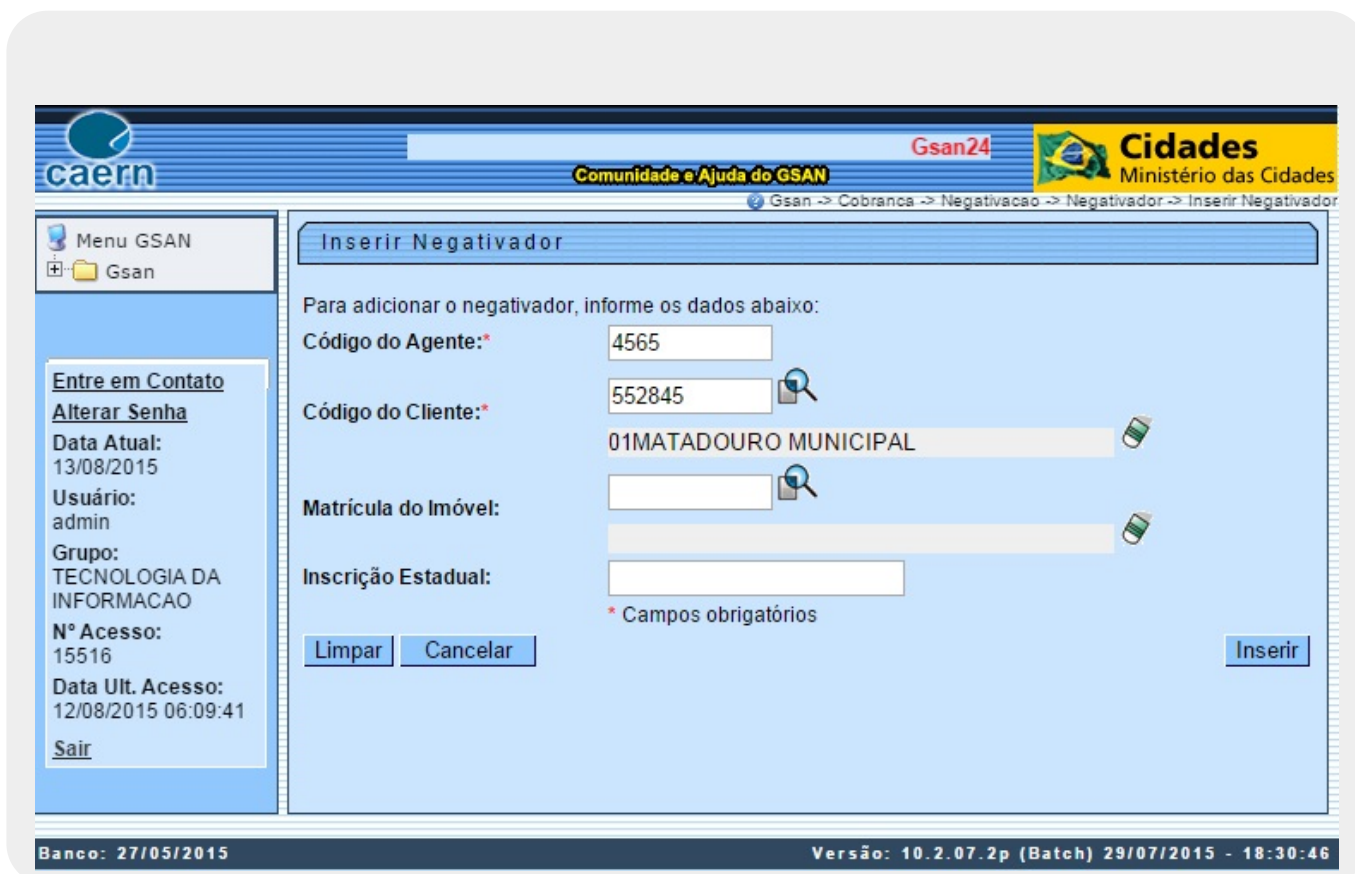 caern
Gsan24
Comunidade e Ajuda do GSAN
Cidades
Ministério das Cidades
Gsan -> Cobranca -> Negativacao -> Negativador -> Inserir Negativador
Menu GSAN
Gsan
Entre em Contato
Alterar Senha
Data Atual:
13/08/2015
Usuário:
admin
Grupo:
TECNOLOGIA DA
INFORMACAO
Nº Acesso:
15516
Data Ult. Acesso:
12/08/2015 06:09:41
Sair
Inserir Negativador
Para adicionar o negativador, informe os dados abaixo:
Código do Agente:* 4565
Código do Cliente:* 552845
01MATADOURO MUNICIPAL
Matrícula do Imóvel:
Inscrição Estadual:
* Campos obrigatórios
Limpar Cancelar Inserir
Banco: 27/05/2015 Versão: 10.2.07.2p (Batch) 29/07/2015 - 18:30:46